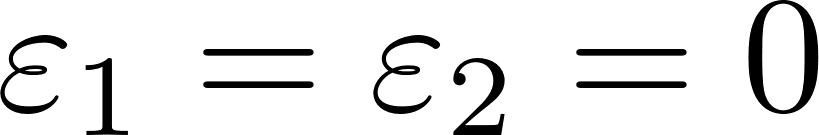 ε₁ = ε₂ = 0